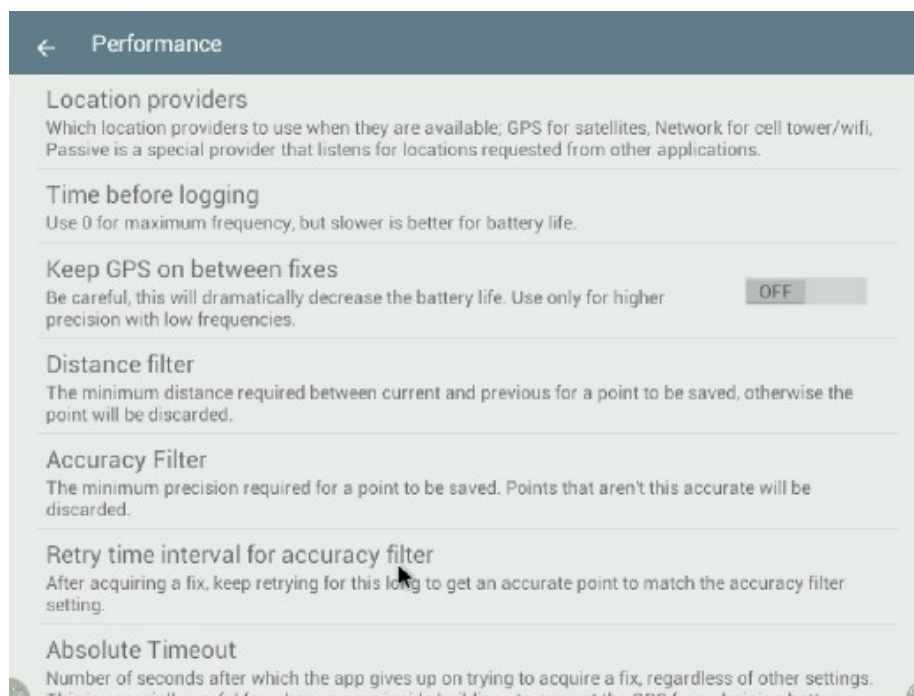 Performance
Location providers
Which location providers to use when they are available; GPS for satellites, Network for cell tower/wifi,
Passive is a special provider that listens for locations requested from other applications.
Time before logging
Use 0 for maximum frequency, but slower is better for battery life.
Keep GPS on between fixes
Be careful, this will dramatically decrease the battery life. Use only for higher
precision with low frequencies.
OFF
Distance filter
The minimum distance required between current and previous for a point to be saved, otherwise the
point will be discarded.
Accuracy Filter
The minimum precision required for a point to be saved. Points that aren't this accurate will be
discarded.
Retry time interval for accuracy filter
After acquiring a fix, keep retrying for this long to get an accurate point to match the accuracy filter
setting.
Absolute Timeout
Number of seconds after which the app gives up on trying to acquire a fix, regardless of other settings.